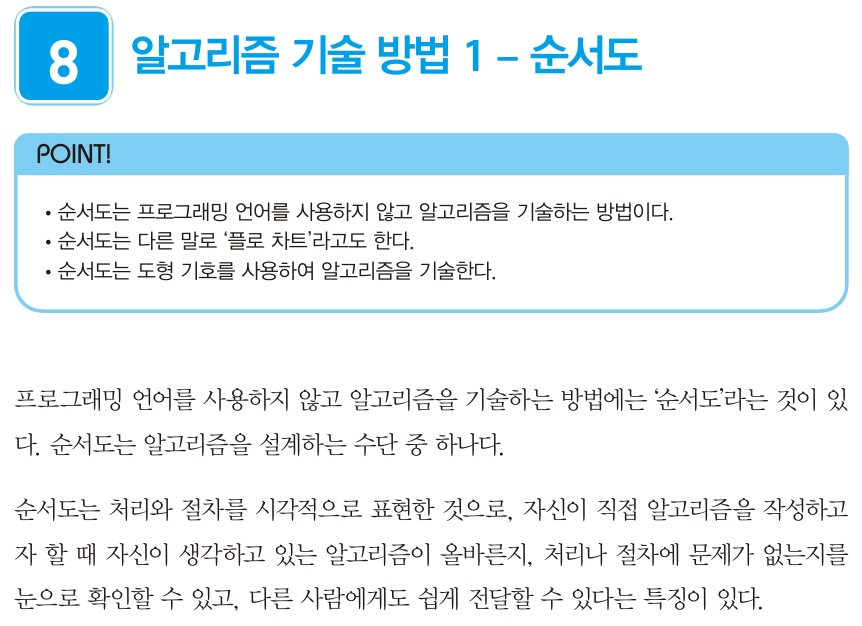 8 알고리즘 기술 방법 1 – 순서도
POINT!
• 순서도는 프로그래밍 언어를 사용하지 않고 알고리즘을 기술하는 방법이다.
• 순서도는 다른 말로 ‘플로 차트’라고도 한다.
• 순서도는 도형 기호를 사용하여 알고리즘을 기술한다.
프로그래밍 언어를 사용하지 않고 알고리즘을 기술하는 방법에는 ‘순서도’라는 것이 있
다. 순서도는 알고리즘을 설계하는 수단 중 하나다.
순서도는 처리와 절차를 시각적으로 표현한 것으로, 자신이 직접 알고리즘을 작성하고
자 할 때 자신이 생각하고 있는 알고리즘이 올바른지, 처리나 절차에 문제가 없는지를
눈으로 확인할 수 있고, 다른 사람에게도 쉽게 전달할 수 있다는 특징이 있다.